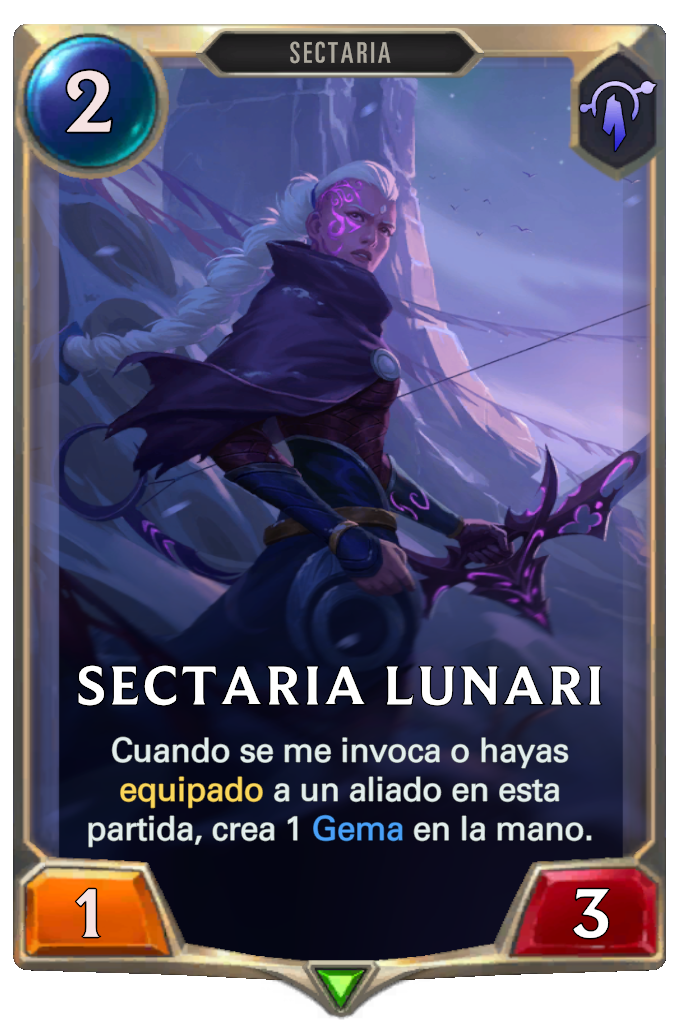 SECTARIA
2
SECTARIA LUNARI
Cuando se me invoca o hayas
equipado a un aliado en esta
partida, crea 1 Gema en la mano.
1
3